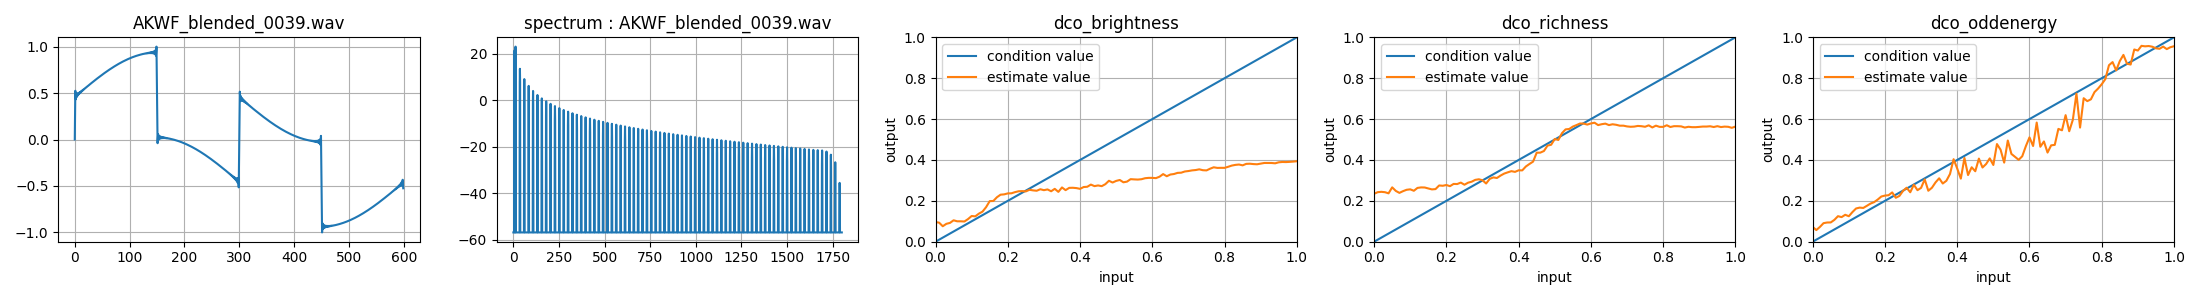 AKWF_blended_0039.wav
1.0
0.5
0.0
−0.5
−1.0
0 100 200 300 400 500 600
spectrum : AKWF_blended_0039.wav
20
0
−20
−40
−60
0 250 500 750 1000 1250 1500 1750
dco_brightness
condition value
estimate value
output
1.0
0.8
0.6
0.4
0.2
0.0
0.0 0.2 0.4 0.6 0.8 1.0
input
dco_richness
condition value
estimate value
output
1.0
0.8
0.6
0.4
0.2
0.0
0.0 0.2 0.4 0.6 0.8 1.0
input
dco_oddenergy
condition value
estimate value
output
1.0
0.8
0.6
0.4
0.2
0.0
0.0 0.2 0.4 0.6 0.8 1.0
input